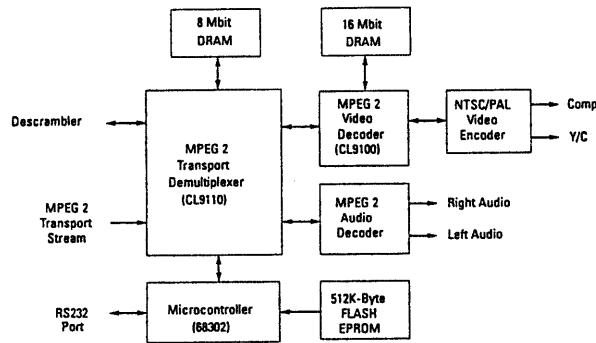 8 Mbit
DRAM
16 Mbit
DRAM
Descrambler
MPEG 2
Transport
Demultiplexer
(CL9110)
MPEG 2
Video
Decoder
(CL9100)
NTSC/PAL
Video
Encoder
Comp
Y/C
MPEG 2
Transport
Stream
MPEG 2
Audio
Decoder
Right Audio
Left Audio
RS232
Port
Microcontroller
(68302)
512K-Byte
FLASH
EPROM